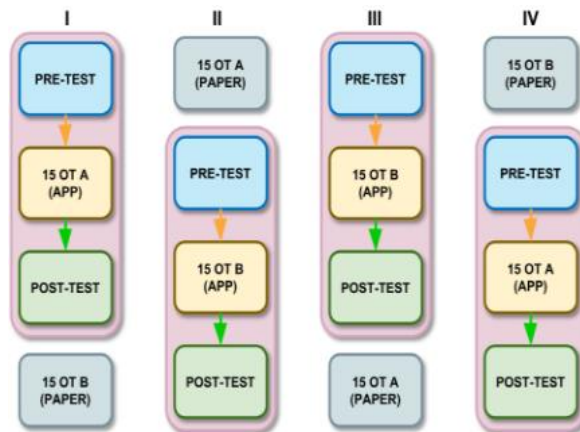 I
PRE-TEST
15 OT A
(APP)
POST-TEST
15 OT B
(PAPER)
II
15 OT A
(PAPER)
PRE-TEST
15 OT B
(APP)
POST-TEST
III
PRE-TEST
15 OT B
(APP)
POST-TEST
15 OT A
(PAPER)
IV
15 OT B
(PAPER)
PRE-TEST
15 OT A
(APP)
POST-TEST